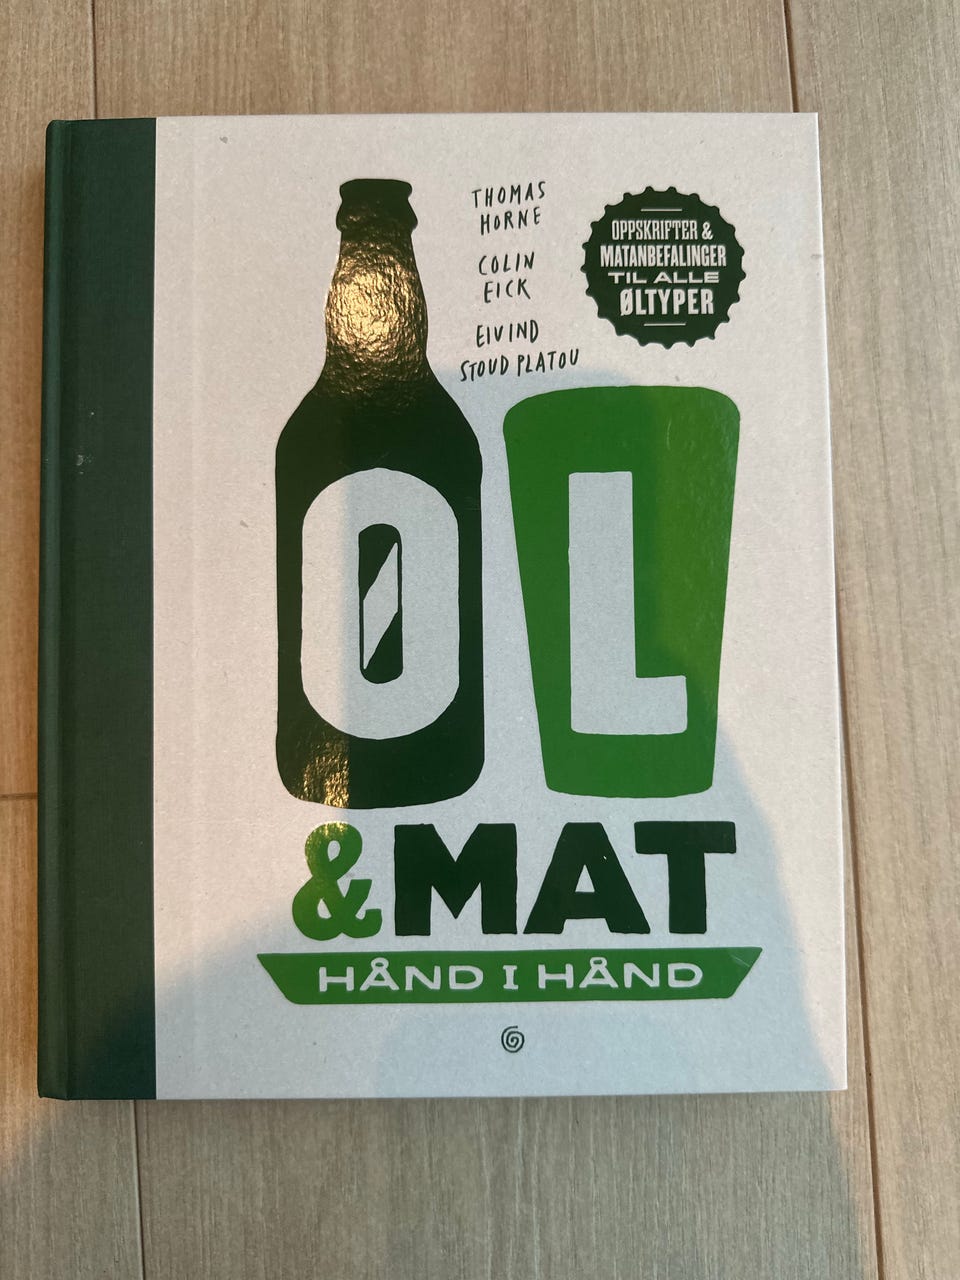 THOMAS
HORNE
COLIN
EICK
EIVIND
STOUD PLATOU
OPPSKRIFTER &
MATANBEFALINGER
TIL ALLE
ØLTYPER
ØL
&MAT
HÅND I HÅND